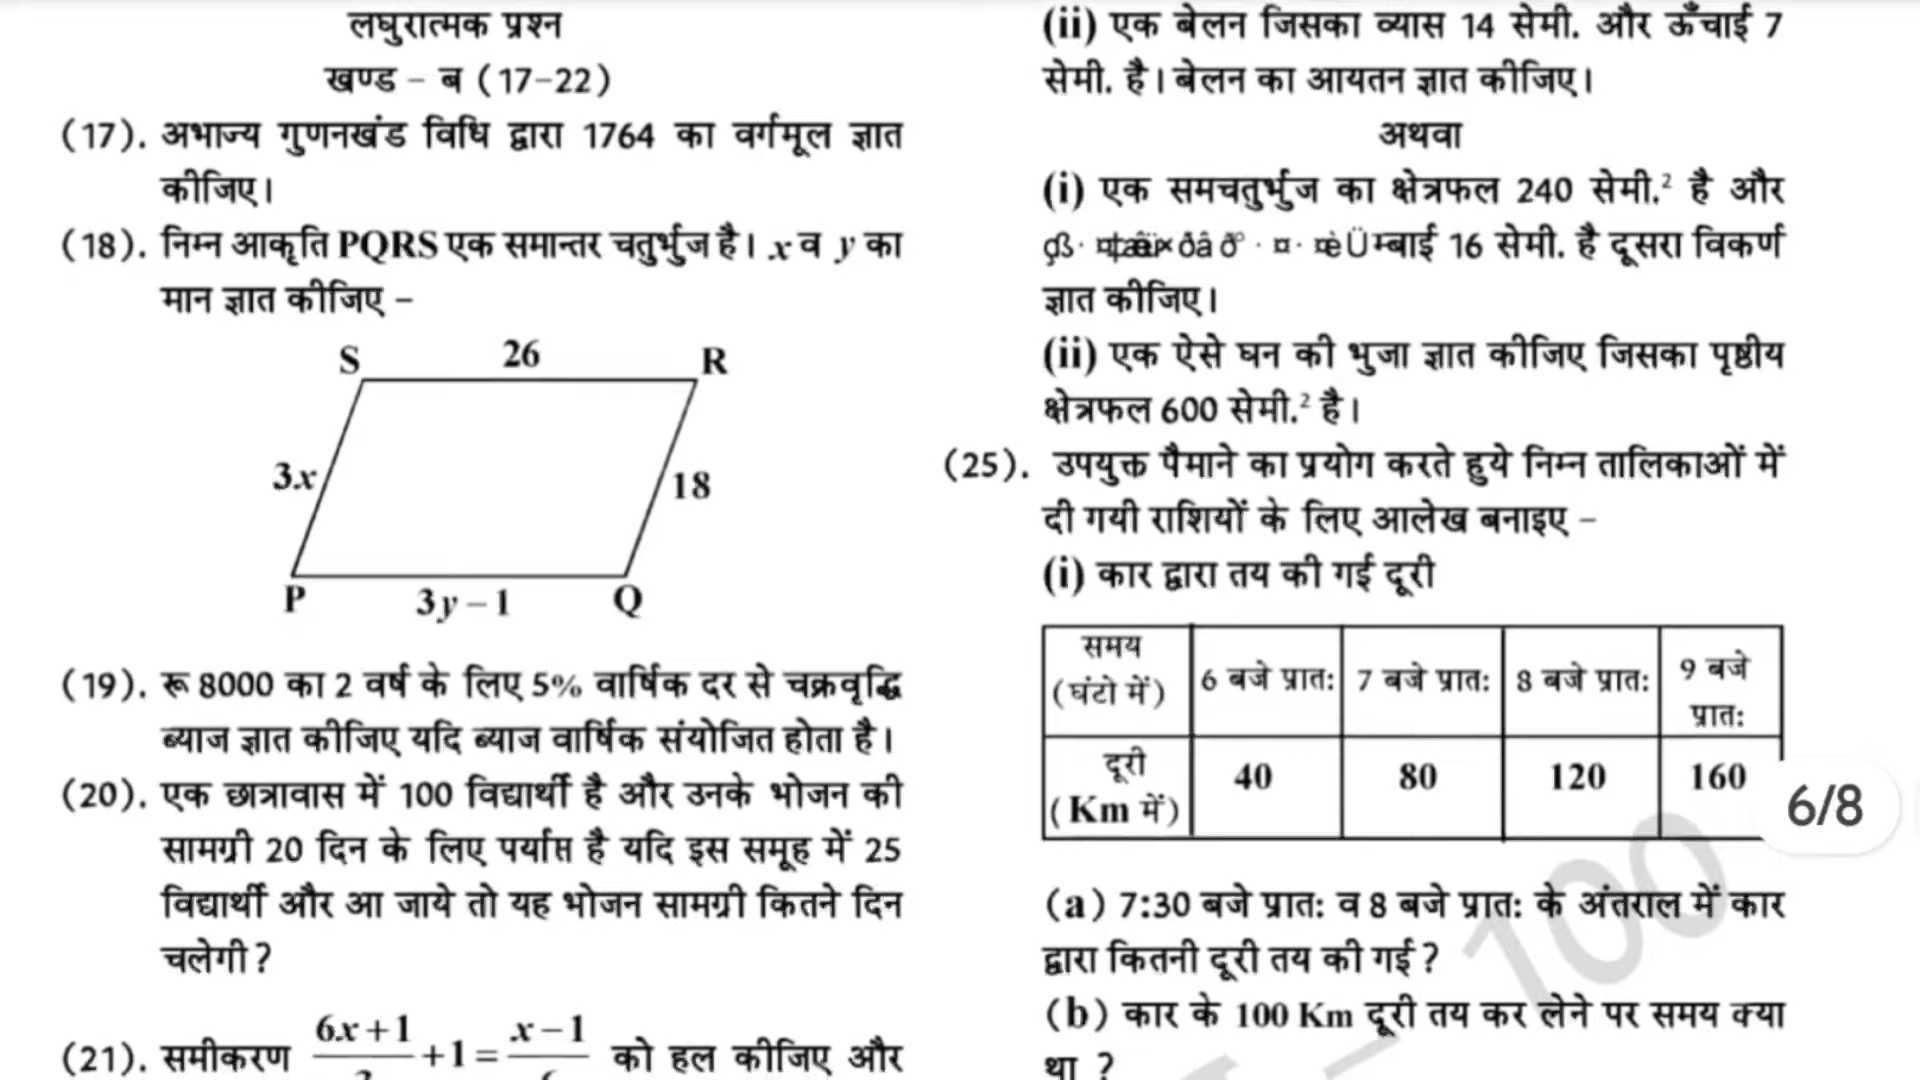 लघुरात्मक प्रश्न
खण्ड – ब (17–22)
(17). अभाज्य गुणनखंड विधि द्वारा 1764 का वर्गमूल ज्ञात
कीजिए।
(18). निम्न आकृति PQRS एक समान्तर चतुर्भुज है। x व y का
मान ज्ञात कीजिए –
S 26 R
3x 18
P 3y – 1 Q
(19). रू 8000 का 2 वर्ष के लिए 5% वार्षिक दर से चक्रवृद्धि
ब्याज ज्ञात कीजिए यदि ब्याज वार्षिक संयोजित होता है।
(20). एक छात्रावास में 100 विद्यार्थी है और उनके भोजन की
सामग्री 20 दिन के लिए पर्याप्त है यदि इस समूह में 25
विद्यार्थी और आ जाये तो यह भोजन सामग्री कितने दिन
चलेगी?
6x+1 x–1
(21). समीकरण +1= को हल कीजिए और
(ii) एक बेलन जिसका व्यास 14 सेमी. और ऊँचाई 7
सेमी. है। बेलन का आयतन ज्ञात कीजिए।
अथवा
(i) एक समचतुर्भुज का क्षेत्रफल 240 सेमी.² है और
म्बाई 16 सेमी. है दूसरा विकर्ण
ज्ञात कीजिए।
(ii) एक ऐसे घन की भुजा ज्ञात कीजिए जिसका पृष्ठीय
क्षेत्रफल 600 सेमी.² है।
(25). उपयुक्त पैमाने का प्रयोग करते हुये निम्न तालिकाओं में
दी गयी राशियों के लिए आलेख बनाइए –
(i) कार द्वारा तय की गई दूरी
समय
(घंटो में) 6 बजे प्रात: 7 बजे प्रात: 8 बजे प्रात: 9 बजे
प्रात:
दूरी
(Km में) 40 80 120 160
6/8
(a) 7:30 बजे प्रात: व 8 बजे प्रात: के अंतराल में कार
द्वारा कितनी दूरी तय की गई?
(b) कार के 100 Km दूरी तय कर लेने पर समय क्या
था ?
100